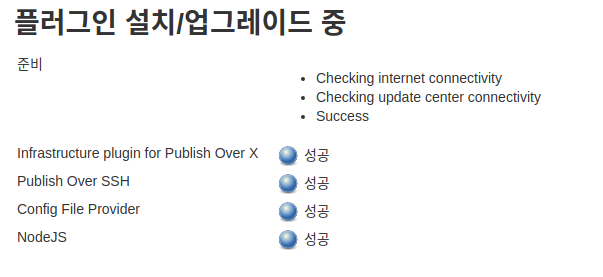 플러그인 설치/업그레이드 중
준비
Checking internet connectivity
Checking update center connectivity
Success
Infrastructure plugin for Publish Over X 성공
Publish Over SSH 성공
Config File Provider 성공
NodeJS 성공